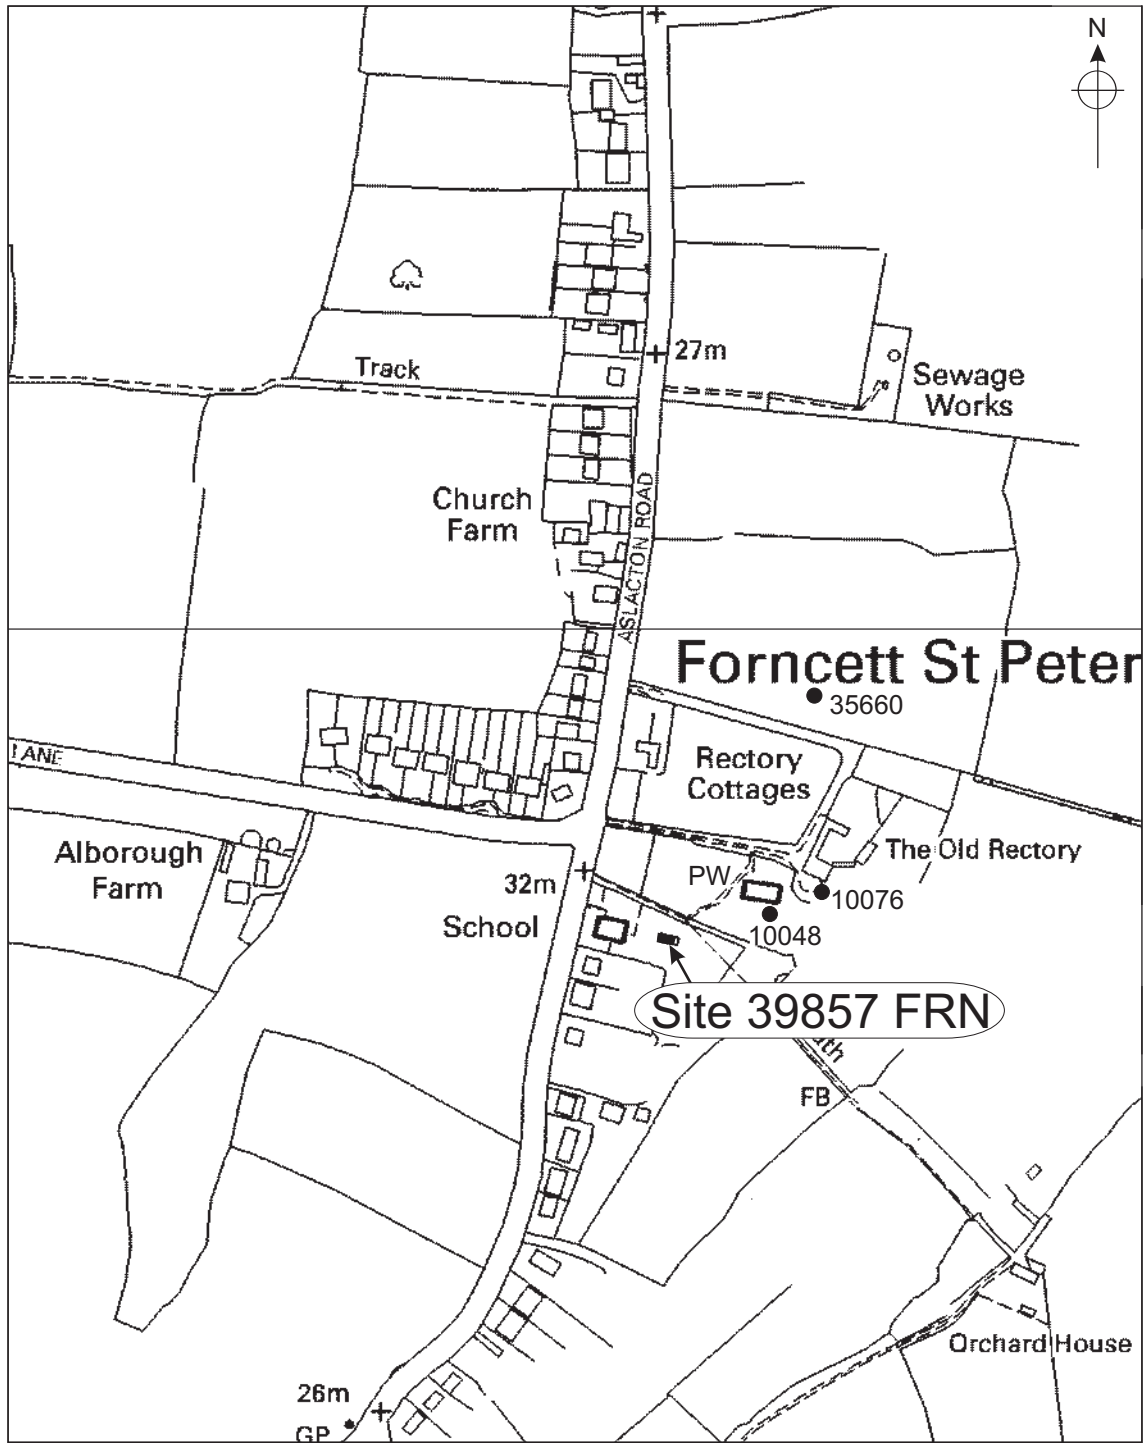 N
27m
Track
Sewage
Works
Church
Farm
ASLACTON ROAD
Forncett St Peter
35660
LANE
Rectory
Cottages
Alborough
Farm
The Old Rectory
32m
PW
10076
School
10048
Site 39857 FRN
FB
Orchard House
26m
GP